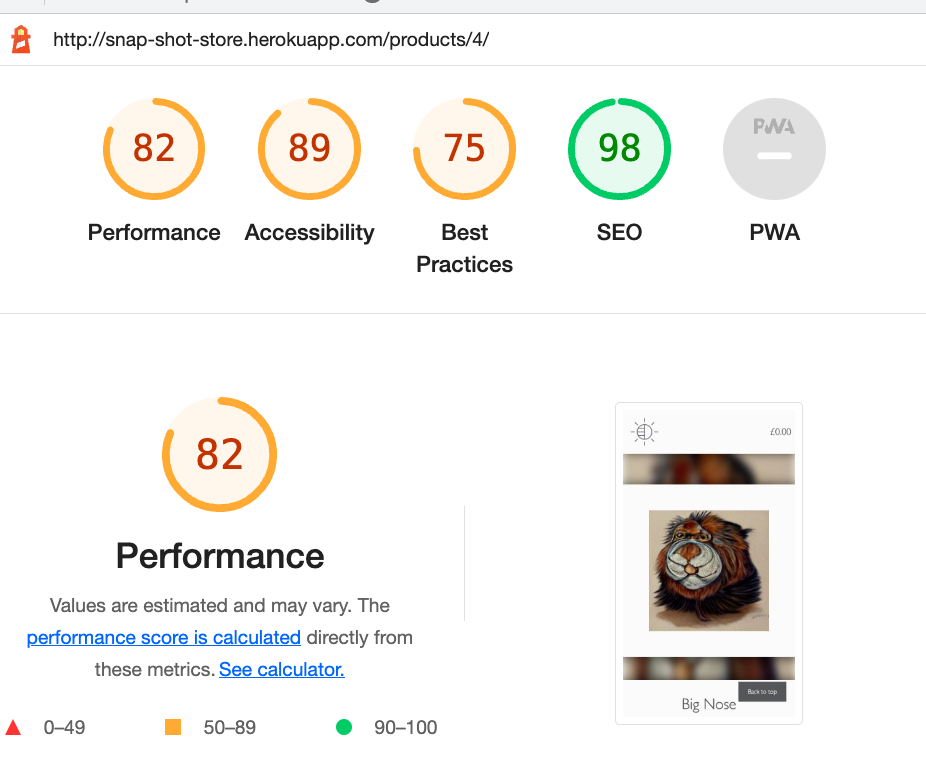 http://snap-shot-store.herokuapp.com/products/4/
82
89
75
98
PWA
Performance
Accessibility
Best
Practices
SEO
PWA
82
Performance
Values are estimated and may vary. The
performance score is calculated directly from
these metrics. See calculator.
0–49
50–89
90–100
£0.00
Back to top
Big Nose